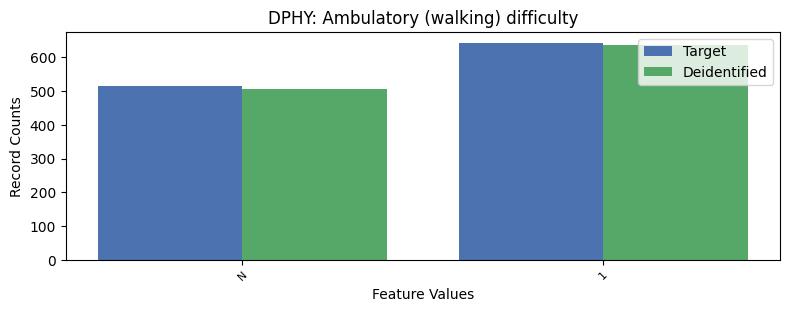 DPHY: Ambulatory (walking) difficulty
Record Counts
600
500
400
300
200
100
0
Target
Deidentified
N
1
Feature Values